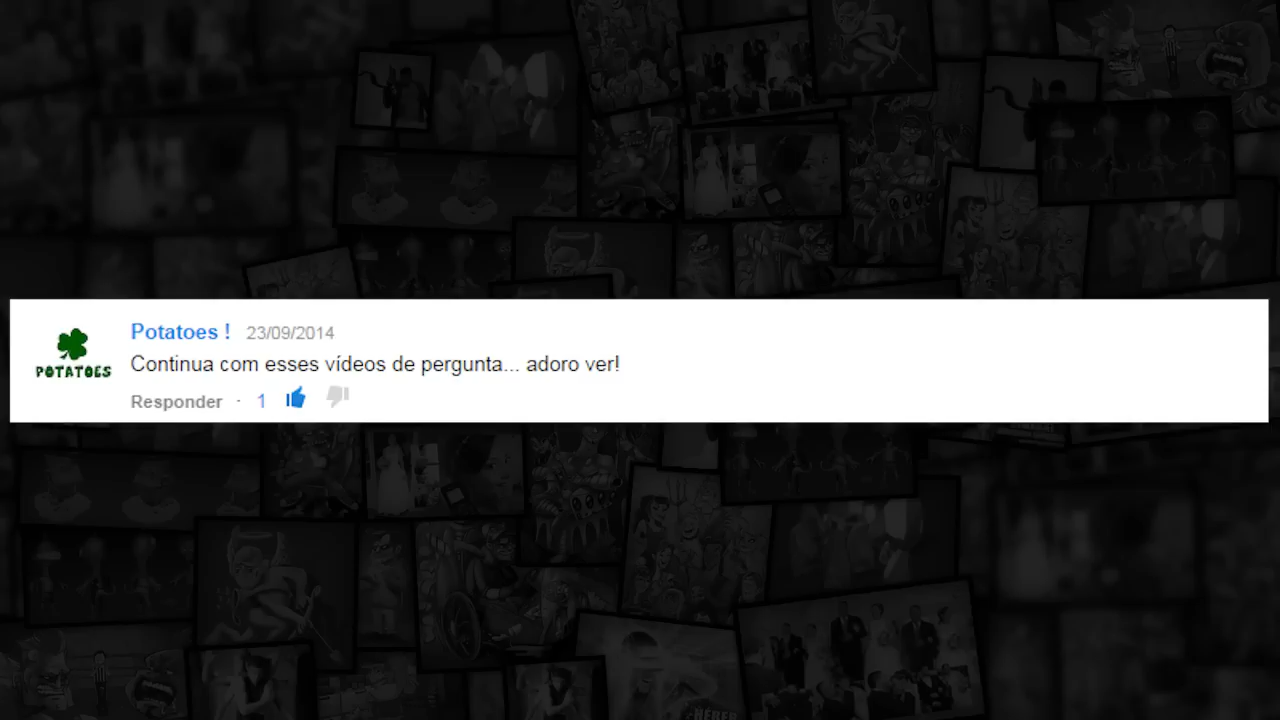 Potatoes ! 23/09/2014
POTATOES
Continua com esses vídeos de pergunta... adoro ver!
Responder · 1